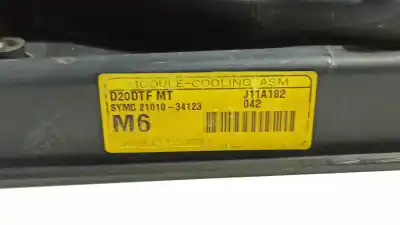 MODULE-COOLING ASM
D20DTF MT J11A182
SYMC 21010-34123 042
M6